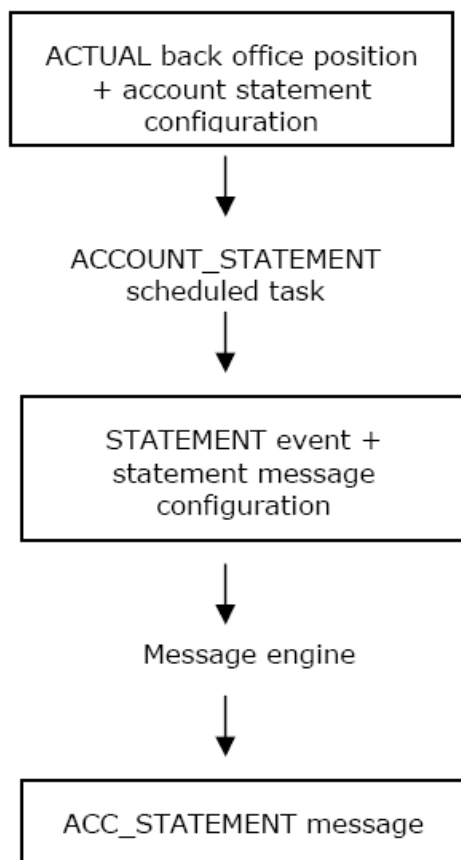 ACTUAL back office position
+ account statement
configuration
ACCOUNT_STATEMENT
scheduled task
STATEMENT event +
statement message
configuration
Message engine
ACC_STATEMENT message